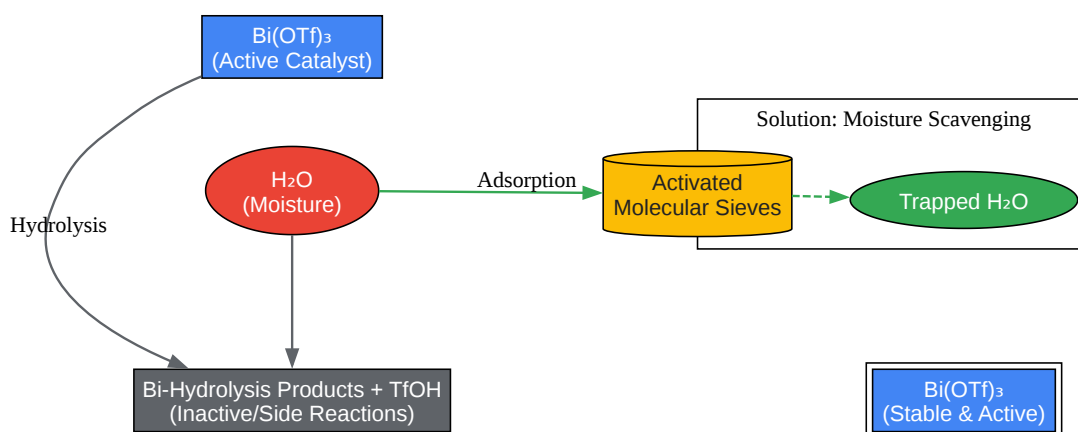 Bi(OTf)₃
(Active Catalyst)
Solution: Moisture Scavenging
H₂O
(Moisture)
Adsorption
Activated
Molecular Sieves
Trapped H₂O
Hydrolysis
Bi-Hydrolysis Products + TfOH
(Inactive/Side Reactions)
Bi(OTf)₃
(Stable & Active)